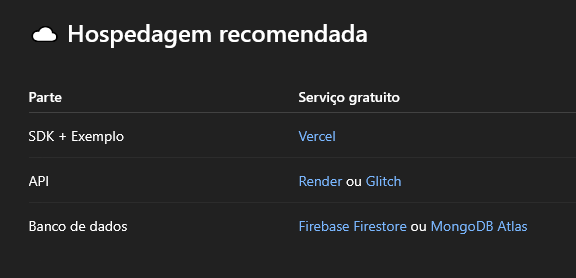 Hospedagem recomendada
Parte Serviço gratuito
SDK + Exemplo Vercel
API Render ou Glitch
Banco de dados Firebase Firestore ou MongoDB Atlas